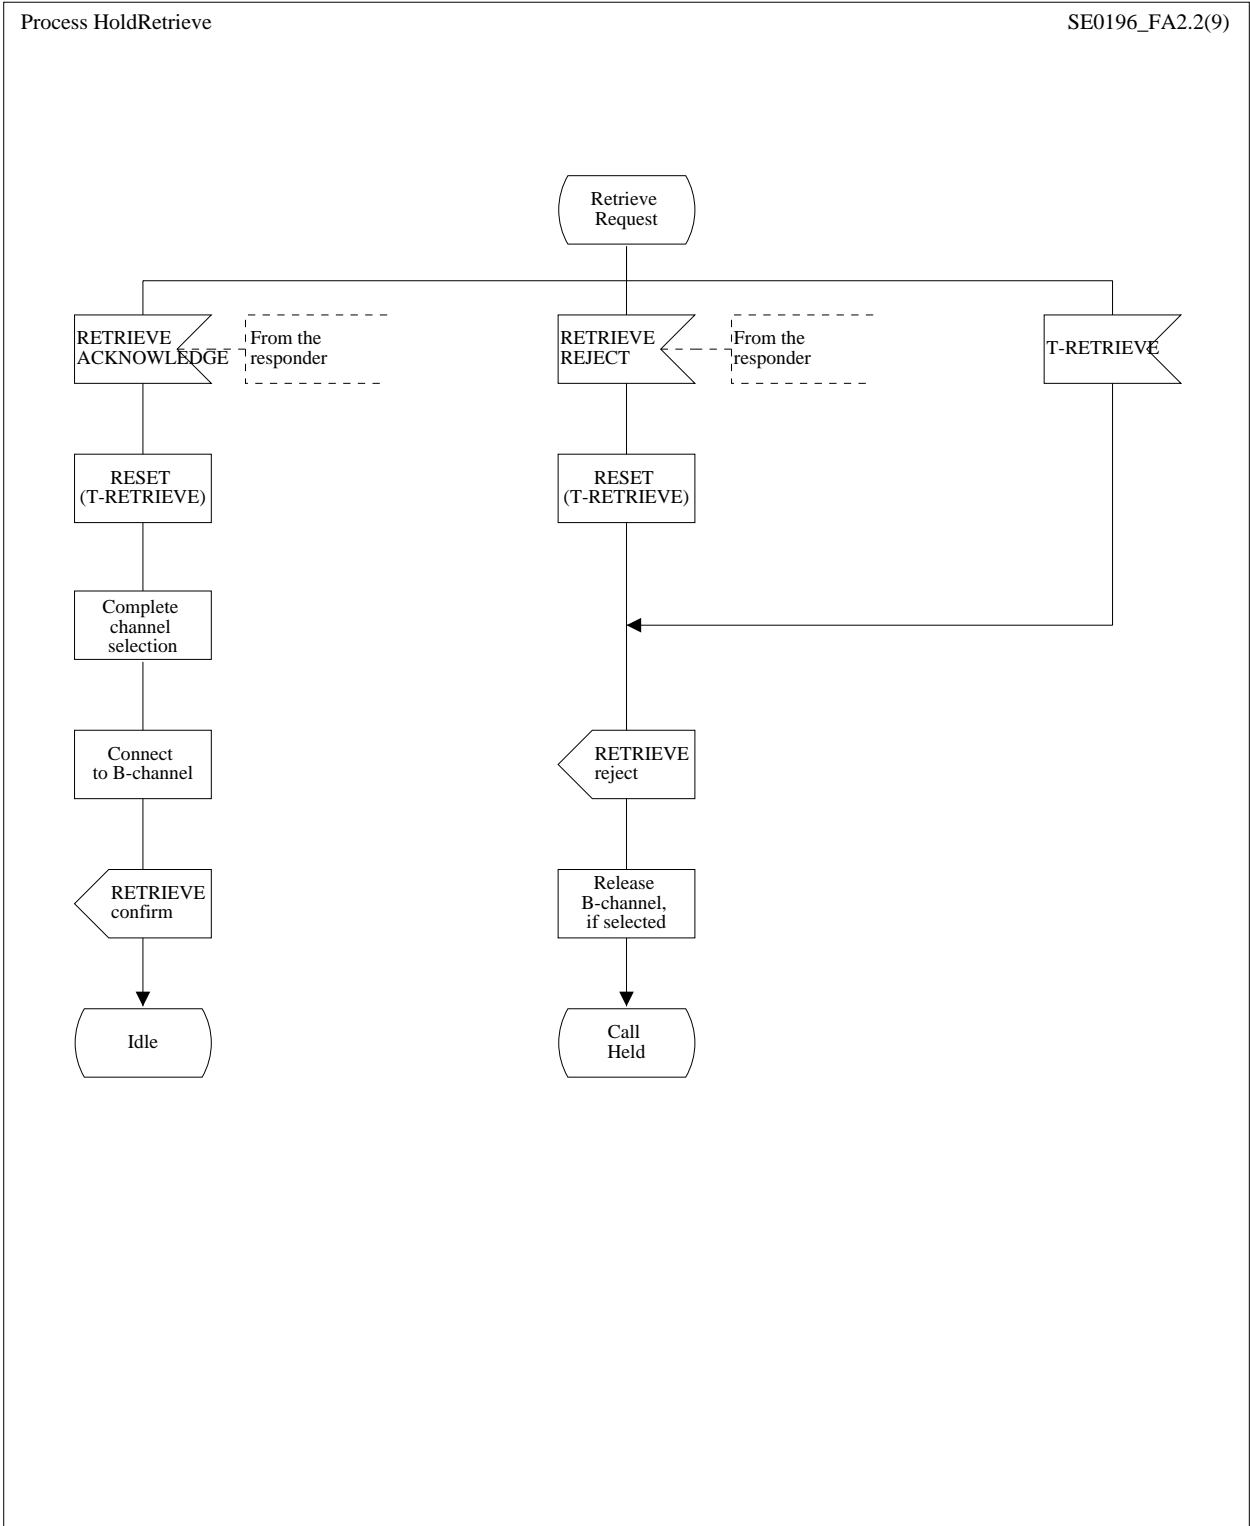 Process HoldRetrieve
SE0196_FA2.2(9)
Retrieve
Request
RETRIEVE
ACKNOWLEDGE
From the
responder
RETRIEVE
REJECT
From the
responder
T-RETRIEVE
RESET
(T-RETRIEVE)
RESET
(T-RETRIEVE)
Complete
channel
selection
Connect
to B-channel
RETRIEVE
reject
RETRIEVE
confirm
Release
B-channel,
if selected
Idle
Call
Held